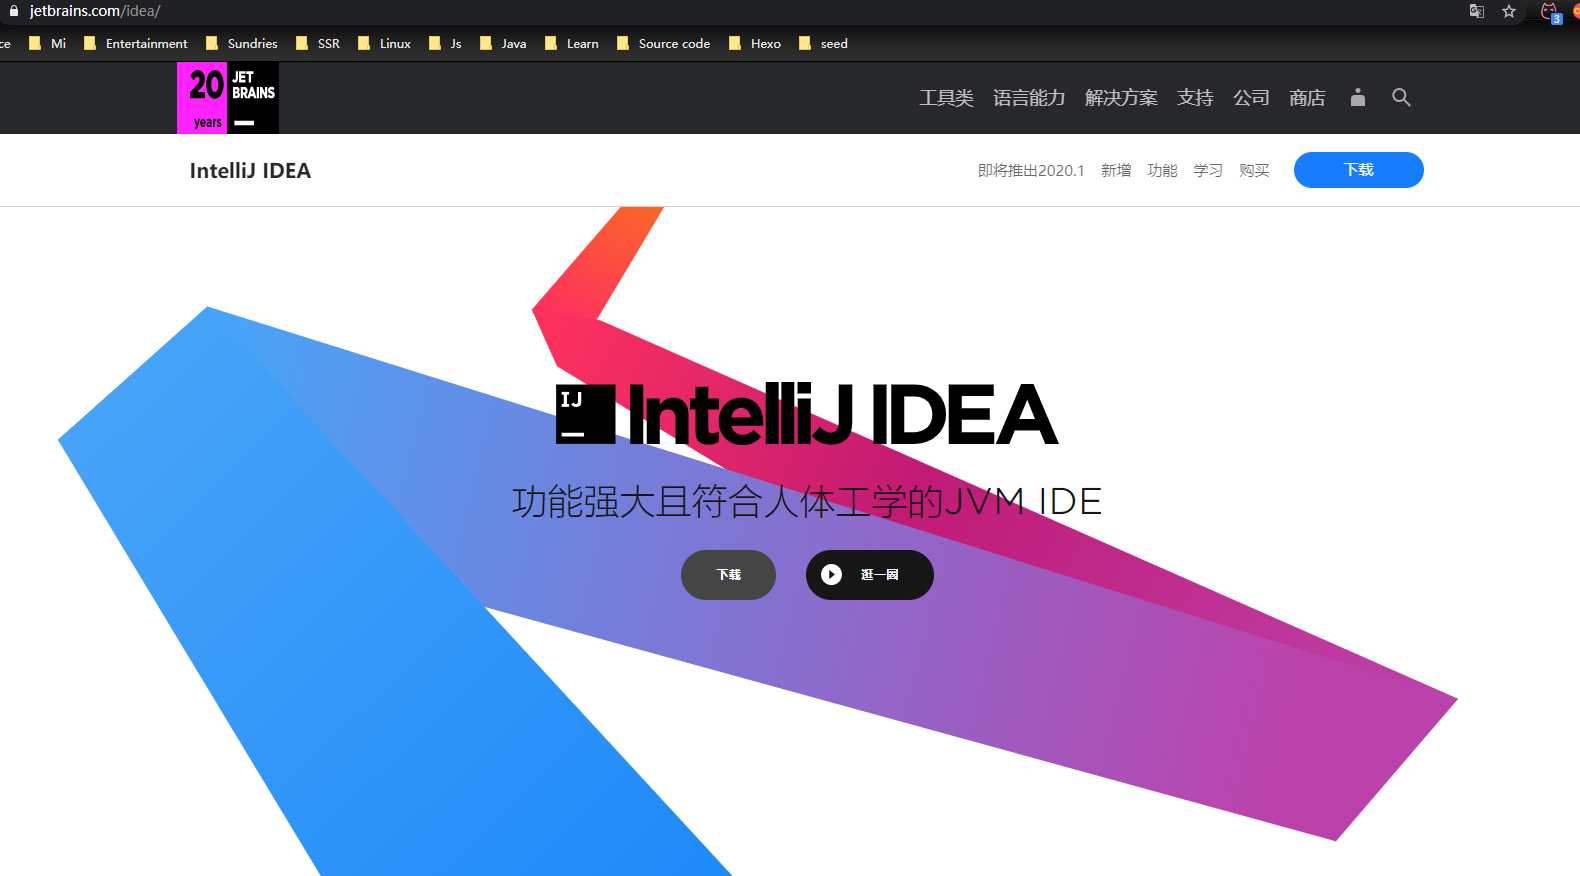 jetbrains.com/idea/
ce Mi Entertainment Sundries SSR Linux Js Java Learn Source code Hexo seed
3
20 years JET BRAINS
工具类 语言能力 解决方案 支持 公司 商店
IntelliJ IDEA
即将推出2020.1 新增 功能 学习 购买 下载
IJ IntelliJ IDEA
功能强大且符合人体工学的JVM IDE
下载 逛一圈